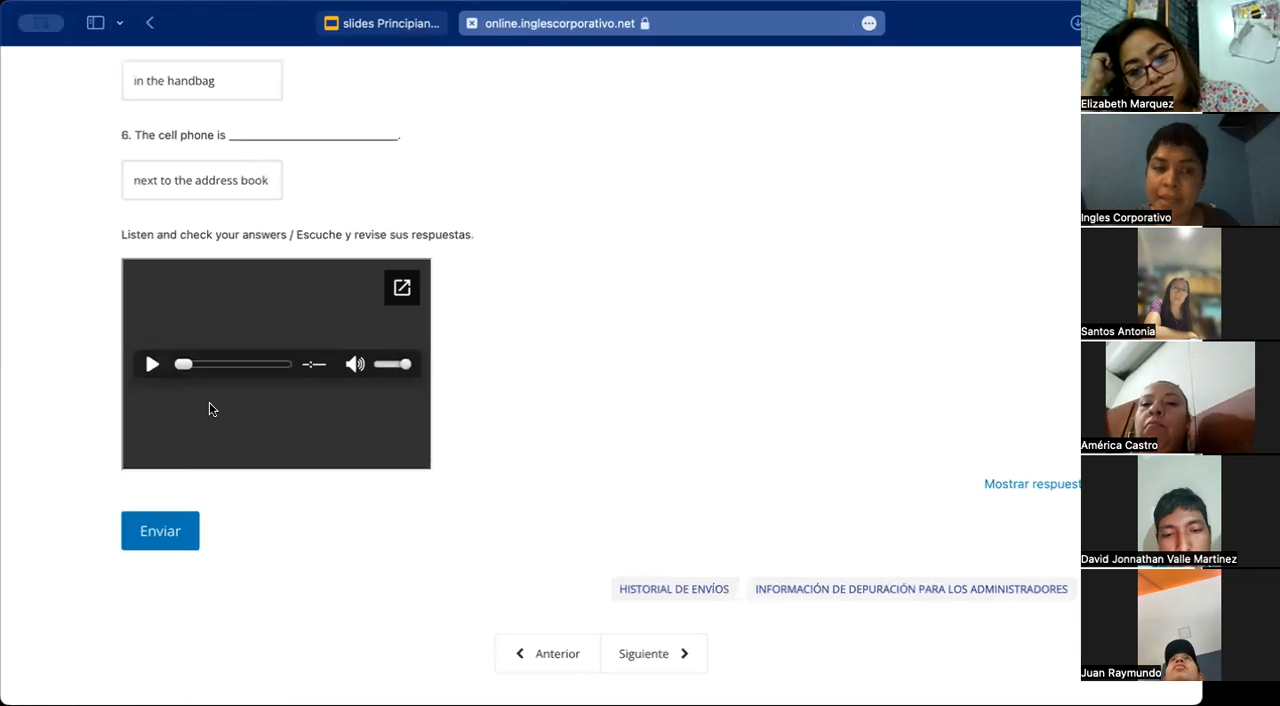 slides Principian...
online.inglescorporativo.net
in the handbag
6. The cell phone is ____________________________.
next to the address book
Listen and check your answers / Escuche y revise sus respuestas.
Mostrar respuest
Enviar
HISTORIAL DE ENVÍOS
INFORMACIÓN DE DEPURACIÓN PARA LOS ADMINISTRADORES
Anterior
Siguiente
Elizabeth Marquez
Ingles Corporativo
Santos Antonia
América Castro
David Jonnathan Valle Martinez
Juan Raymundo